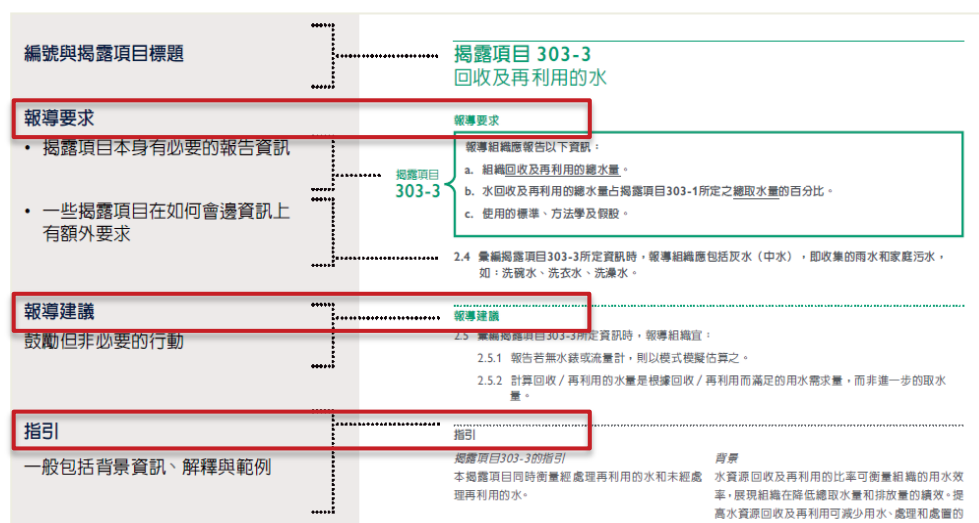 編號與揭露項目標題
揭露項目 303-3
回收及再利用的水
報導要求
• 揭露項目本身有必要的報告資訊
• 一些揭露項目在如何會邊資訊上
有額外要求
報導要求
揭露項目
303-3
報導組織應報告以下資訊：
a. 組織回收及再利用的總水量。
b. 水回收及再利用的總水量占揭露項目303-1所定之總取水量的百分比。
c. 使用的標準、方法學及假設。
2.4 彙編揭露項目303-3所定資訊時，報導組織應包括灰水（中水），即收集的雨水和家庭污水，
如：洗碗水、洗衣水、洗澡水。
報導建議
鼓勵但非必要的行動
報導建議
2.5 彙編揭露項目303-3所定資訊時，報導組織宜：
2.5.1 報告若無水錶或流量計，則以模式模擬估算之。
2.5.2 計算回收／再利用的水量是根據回收／再利用而滿足的用水需求量，而非進一步的取水
量。
指引
一般包括背景資訊、解釋與範例
指引
揭露項目303-3的指引
本揭露項目同時衡量經處理再利用的水和未經處
理再利用的水。
背景
水資源回收及再利用的比率可衡量組織的用水效
率，展現組織在降低總取水量和排放量的績效。提
高水資源回收及再利用可減少用水、處理和處置的